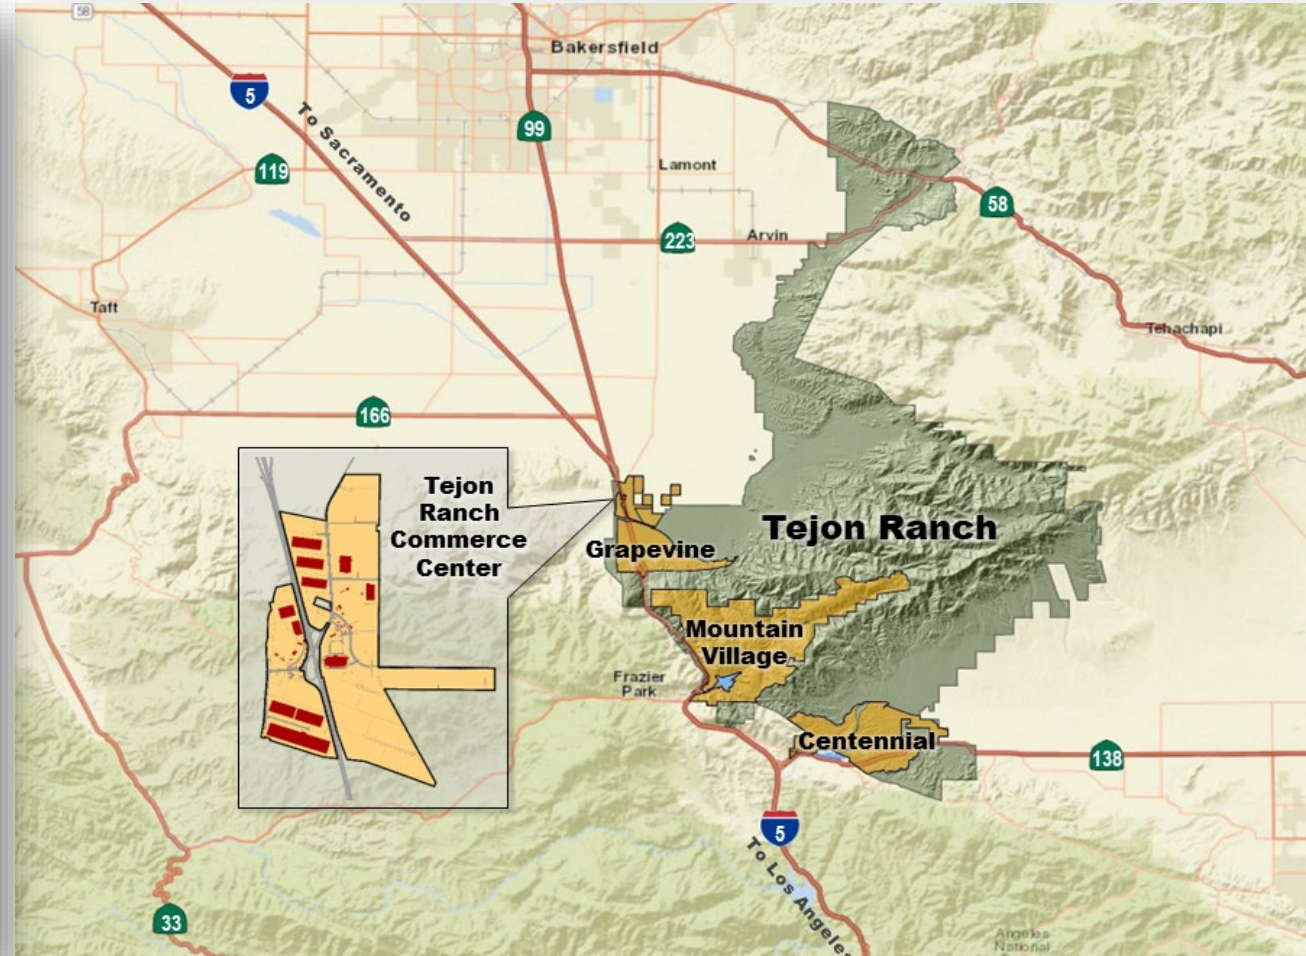 58
Bakersfield
5
To Sacramento
99
119
Lamont
58
223
Arvin
Taft
Tehachapi
166
Tejon
Ranch
Commerce
Center
Tejon Ranch
Grapevine
Mountain
Village
Frazier
Park
Centennial
138
5
To Los Angeles
33
Angeles
National